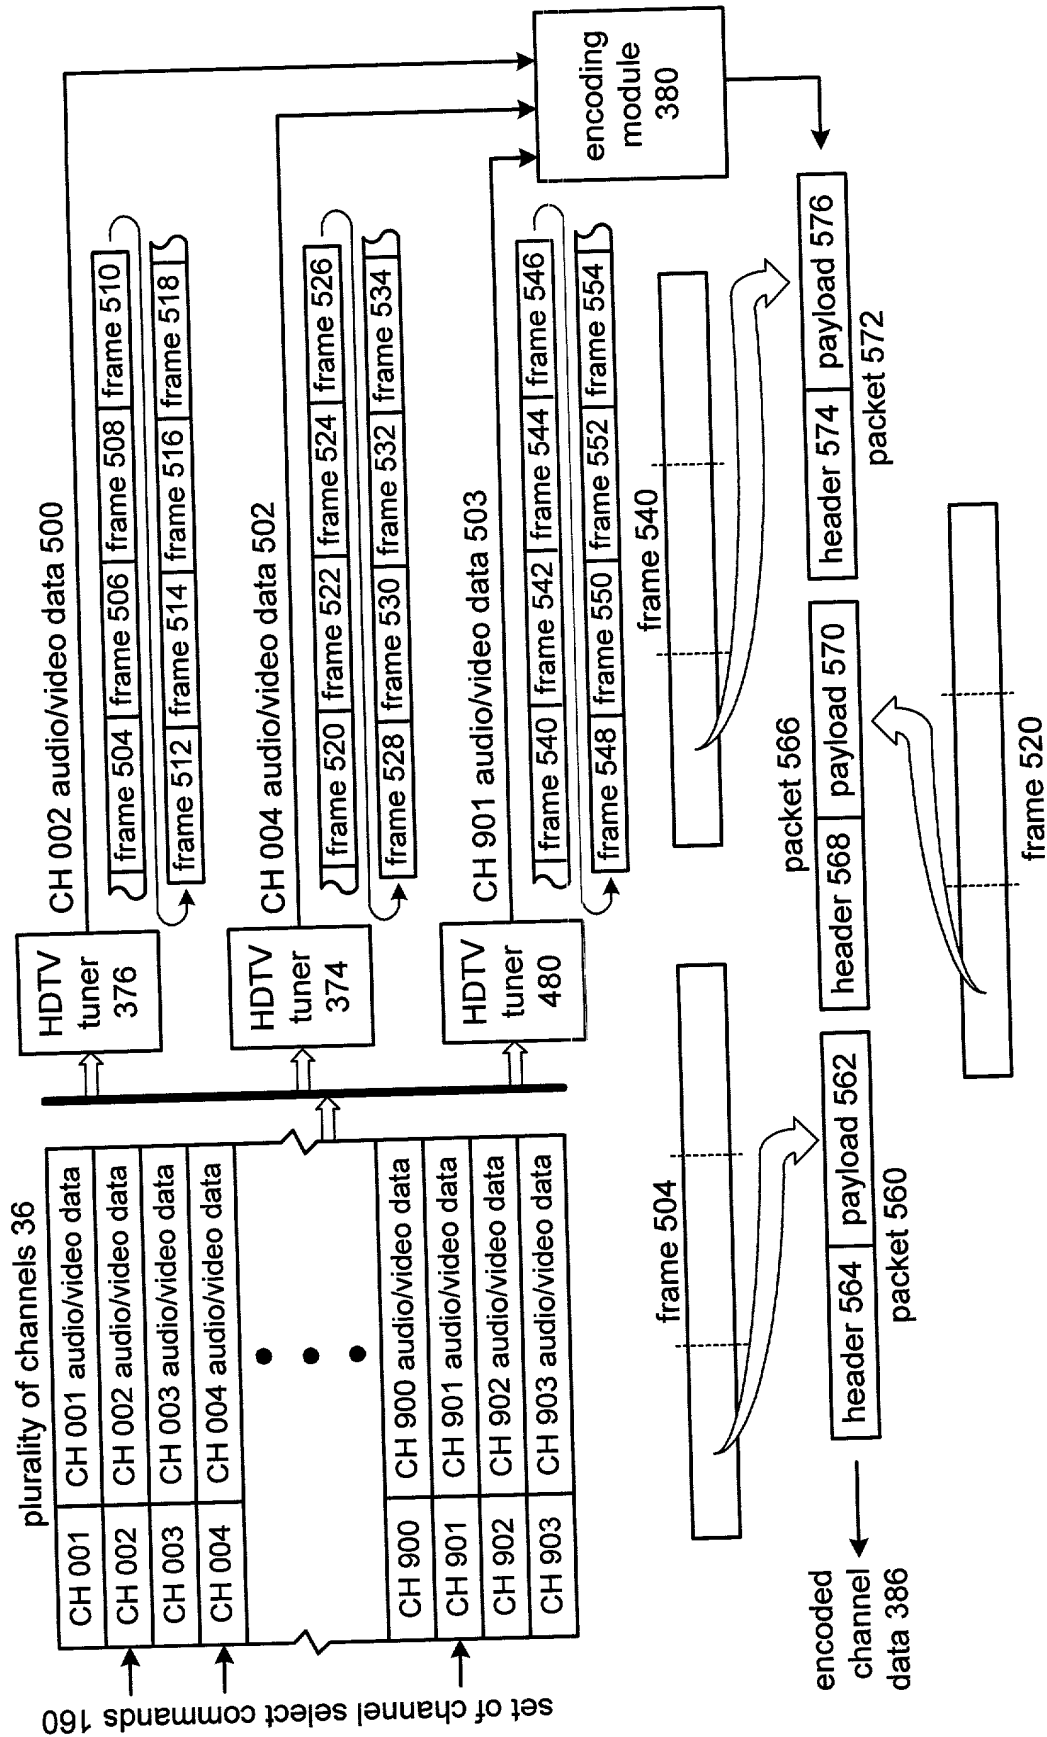 plurality of channels 36
CH 001 CH 001 audio/video data
CH 002 CH 002 audio/video data
CH 003 CH 003 audio/video data
CH 004 CH 004 audio/video data
CH 900 CH 900 audio/video data
CH 901 CH 901 audio/video data
CH 902 CH 902 audio/video data
CH 903 CH 903 audio/video data
set of channel select commands 160
HDTV
tuner
376
CH 002 audio/video data 500
frame 504 frame 506 frame 508 frame 510
frame 512 frame 514 frame 516 frame 518
HDTV
tuner
374
CH 004 audio/video data 502
frame 520 frame 522 frame 524 frame 526
frame 528 frame 530 frame 532 frame 534
HDTV
tuner
480
CH 901 audio/video data 503
frame 540 frame 542 frame 544 frame 546
frame 548 frame 550 frame 552 frame 554
encoding
module
380
frame 504
frame 540
packet 566
header 564 payload 562
header 568 payload 570
header 574 payload 576
packet 560
packet 572
frame 520
encoded
channel
data 386